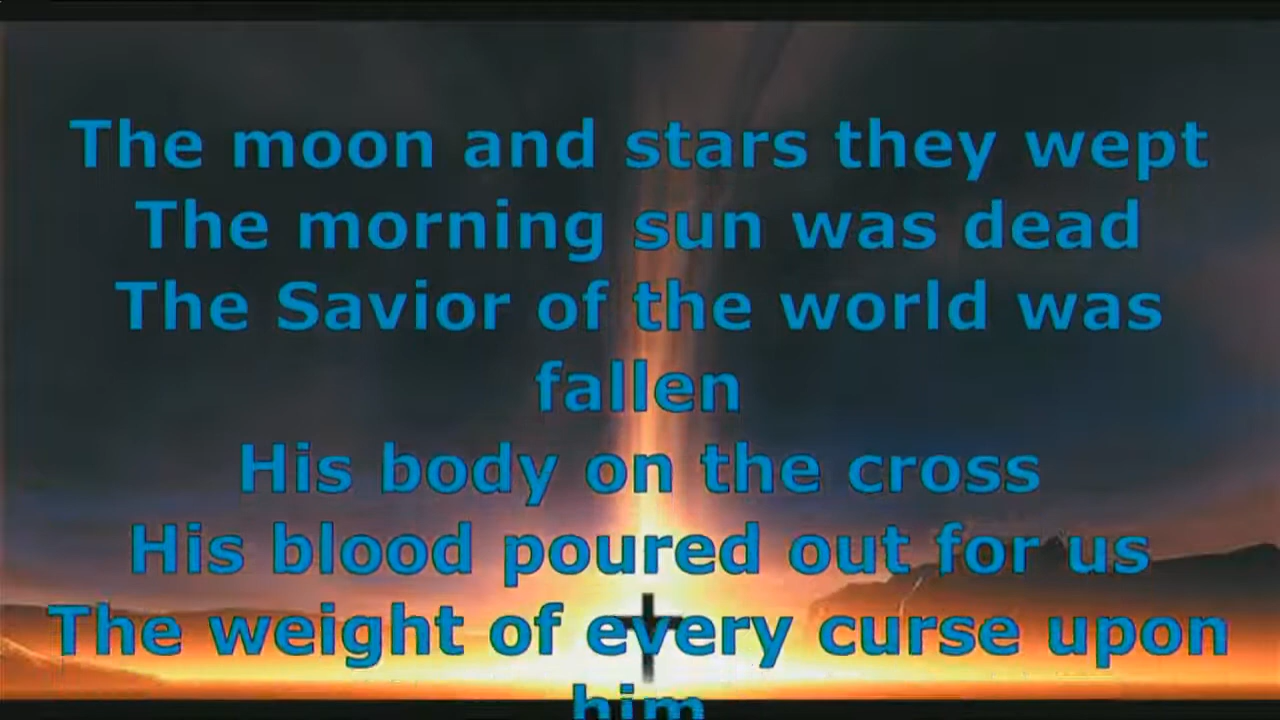 The moon and stars they wept
The morning sun was dead
The Savior of the world was
fallen
His body on the cross
His blood poured out for us
The weight of every curse upon
him